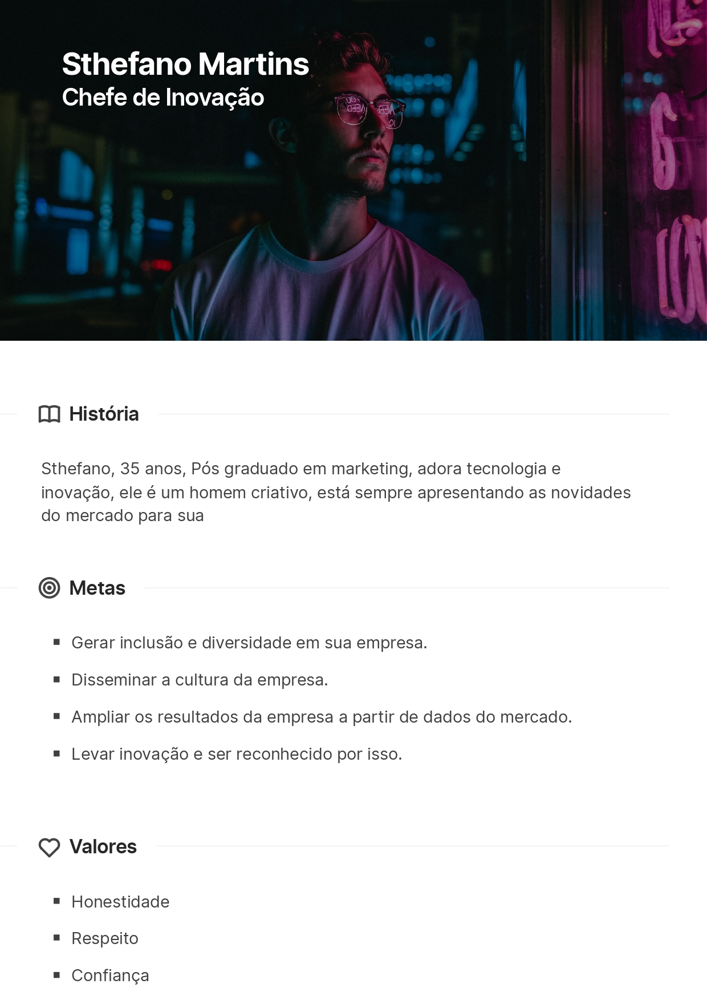 Sthefano Martins
Chefe de Inovação
História
Sthefano, 35 anos, Pós graduado em marketing, adora tecnologia e
inovação, ele é um homem criativo, está sempre apresentando as novidades
do mercado para sua
Metas
Gerar inclusão e diversidade em sua empresa.
Disseminar a cultura da empresa.
Ampliar os resultados da empresa a partir de dados do mercado.
Levar inovação e ser reconhecido por isso.
Valores
Honestidade
Respeito
Confiança